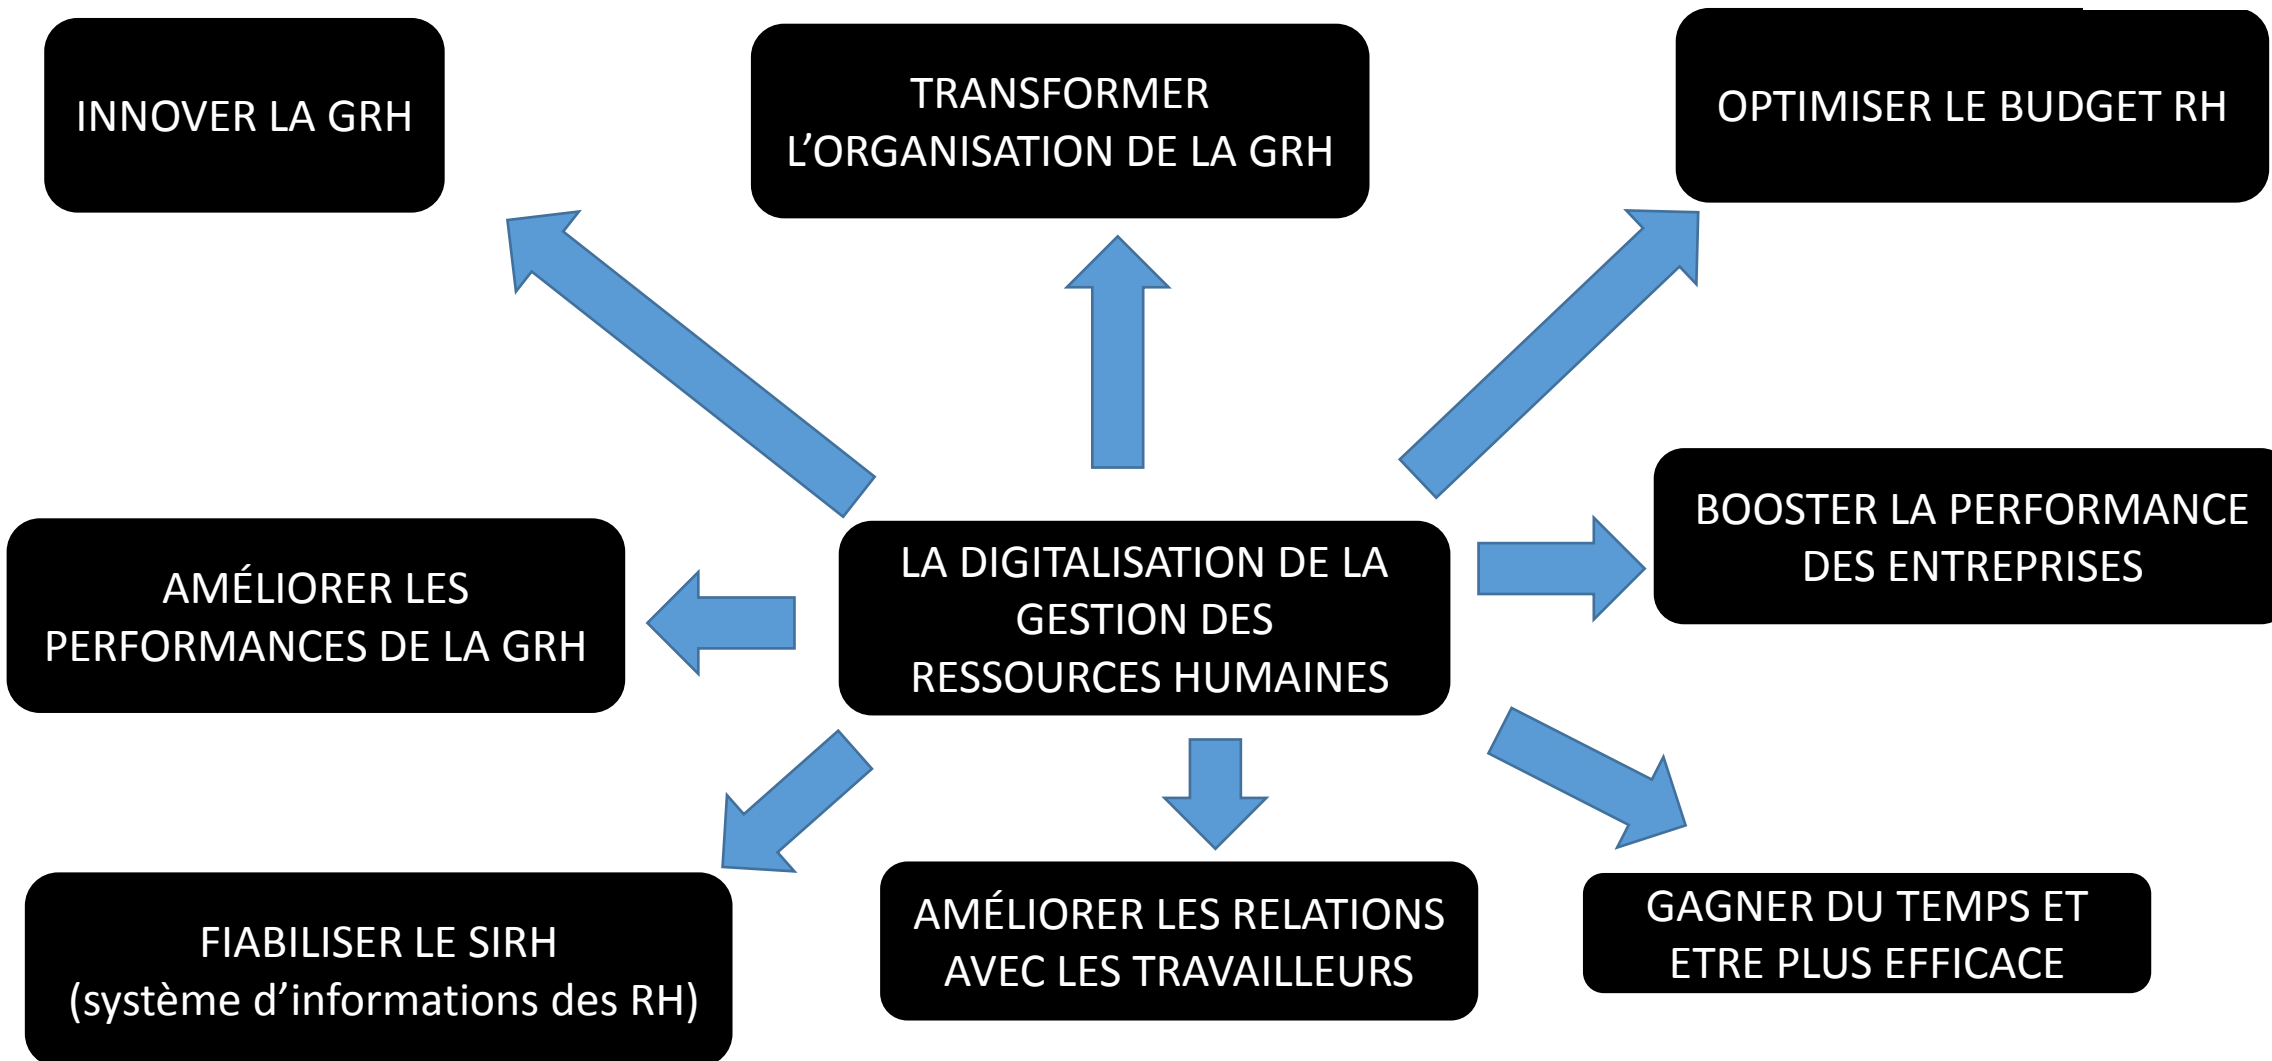 INNOVER LA GRH
TRANSFORMER
L’ORGANISATION DE LA GRH
OPTIMISER LE BUDGET RH
AMÉLIORER LES
PERFORMANCES DE LA GRH
LA DIGITALISATION DE LA
GESTION DES
RESSOURCES HUMAINES
BOOSTER LA PERFORMANCE
DES ENTREPRISES
FIABILISER LE SIRH
(système d’informations des RH)
AMÉLIORER LES RELATIONS
AVEC LES TRAVAILLEURS
GAGNER DU TEMPS ET
ETRE PLUS EFFICACE